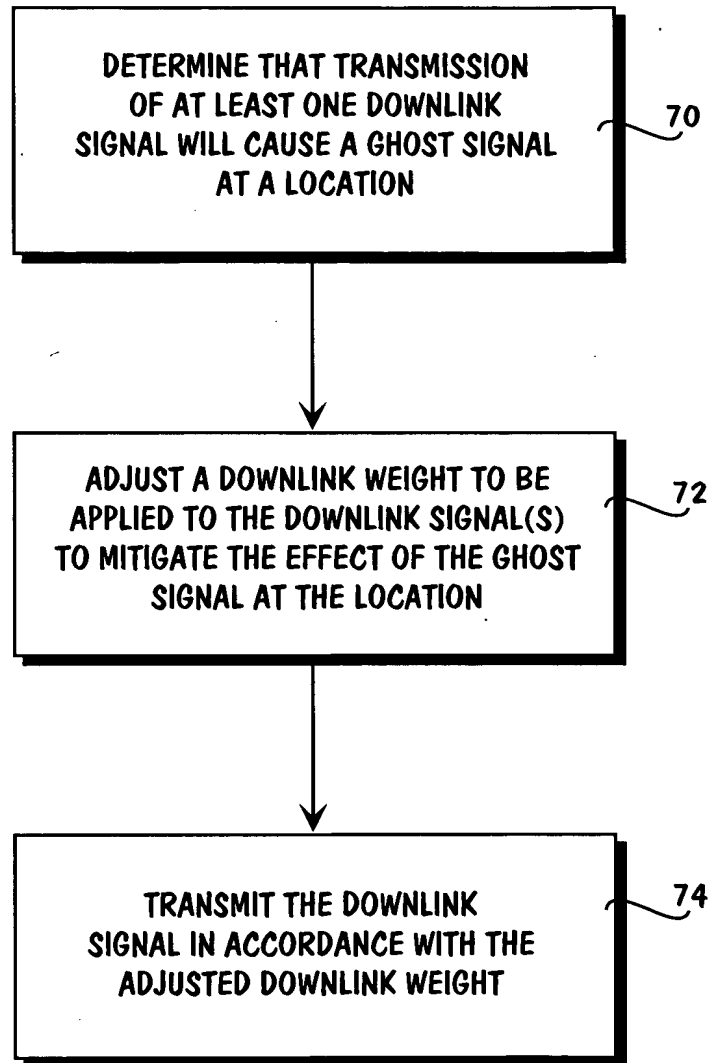 DETERMINE THAT TRANSMISSION
OF AT LEAST ONE DOWNLINK
SIGNAL WILL CAUSE A GHOST SIGNAL
AT A LOCATION
70
ADJUST A DOWNLINK WEIGHT TO BE
APPLIED TO THE DOWNLINK SIGNAL(S)
TO MITIGATE THE EFFECT OF THE GHOST
SIGNAL AT THE LOCATION
72
TRANSMIT THE DOWNLINK
SIGNAL IN ACCORDANCE WITH THE
ADJUSTED DOWNLINK WEIGHT
74